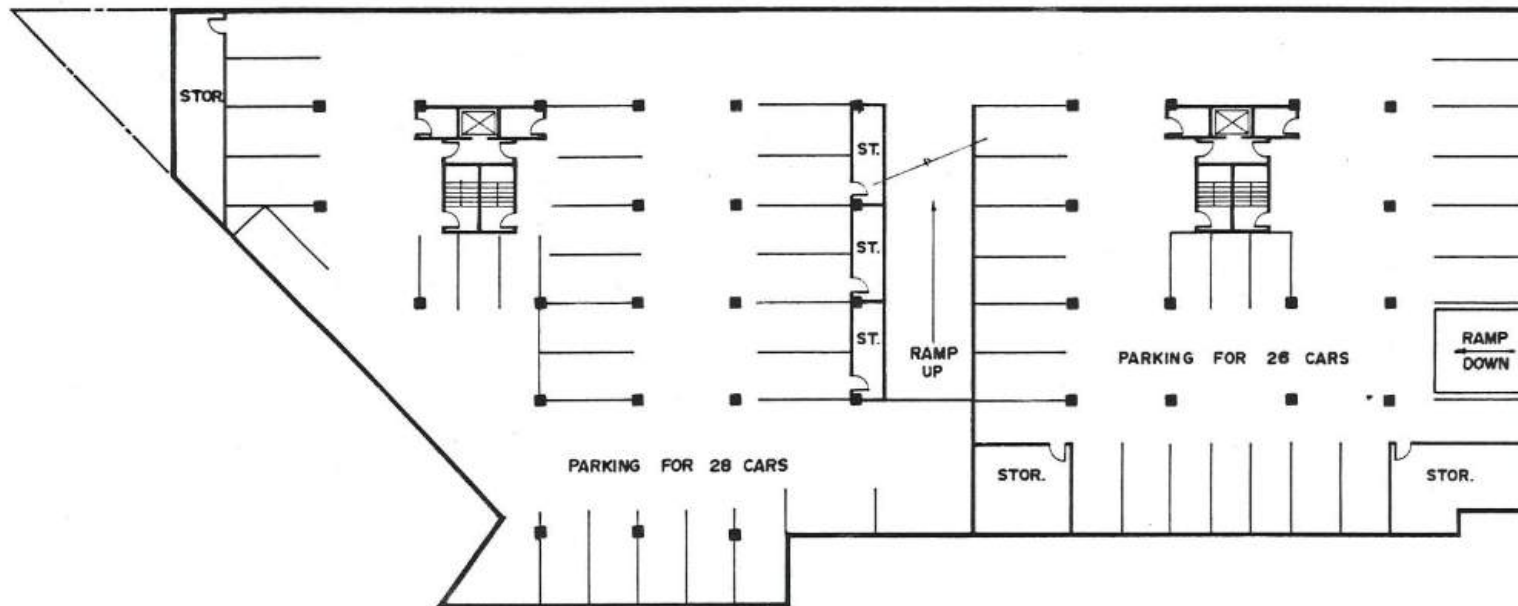 STOR.
ST.
ST.
ST.
RAMP
UP
PARKING FOR 26 CARS
RAMP
DOWN
PARKING FOR 28 CARS
STOR.
STOR.